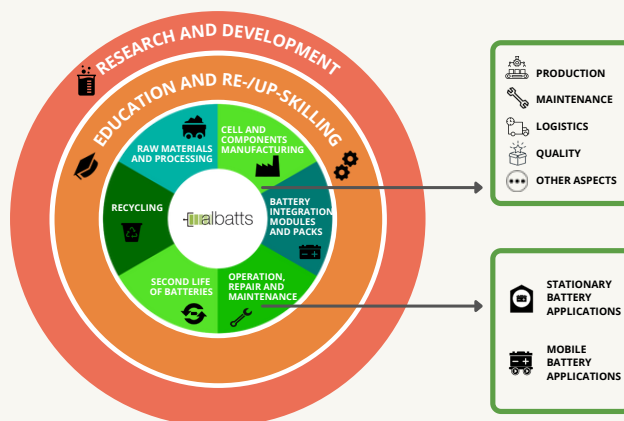 RESEARCH AND DEVELOPMENT
EDUCATION AND RE-/UP-SKILLING
RAW MATERIALS
AND PROCESSING
CELL AND
COMPONENTS
MANUFACTURING
RECYCLING
albatts
BATTERY
INTEGRATION
MODULES
AND PACKS
SECOND LIFE
OF BATTERIES
OPERATION,
REPAIR AND
MAINTENANCE
PRODUCTION
MAINTENANCE
LOGISTICS
QUALITY
OTHER ASPECTS
STATIONARY
BATTERY
APPLICATIONS
MOBILE
BATTERY
APPLICATIONS